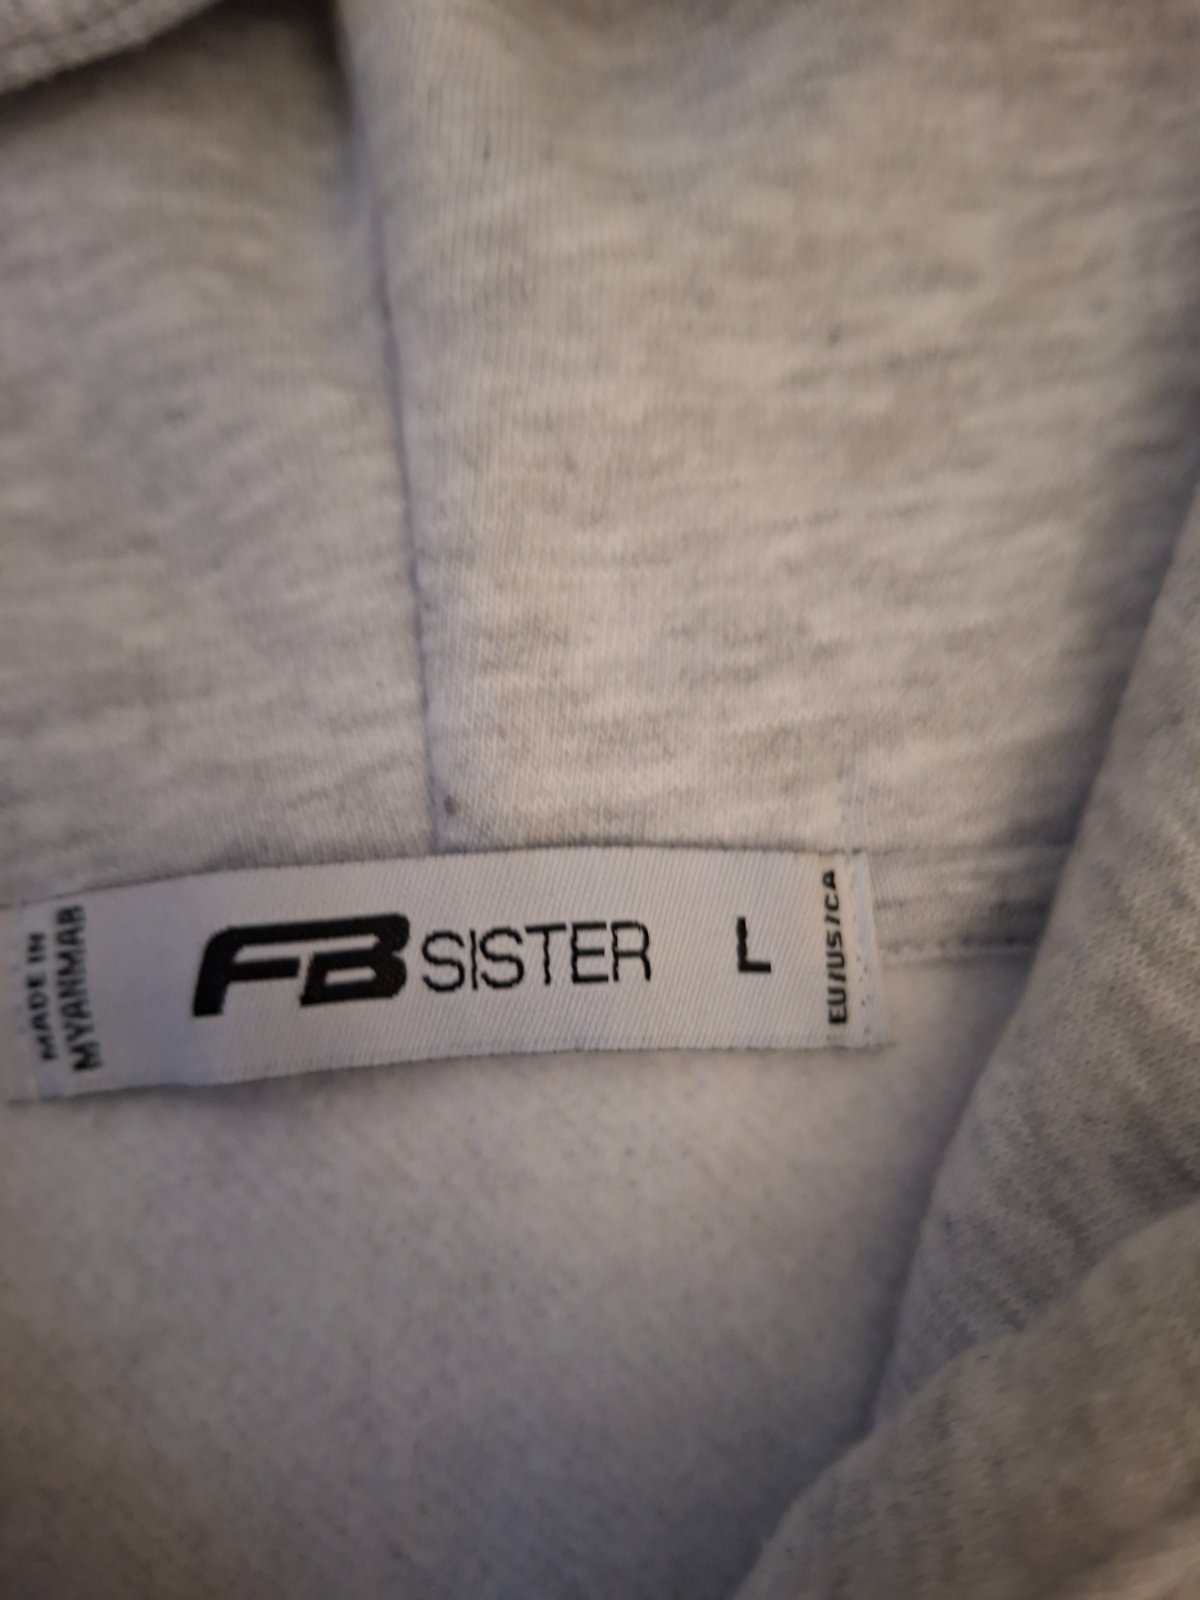 MADE IN
MYANMAR
FB SISTER L
EU/US/CA